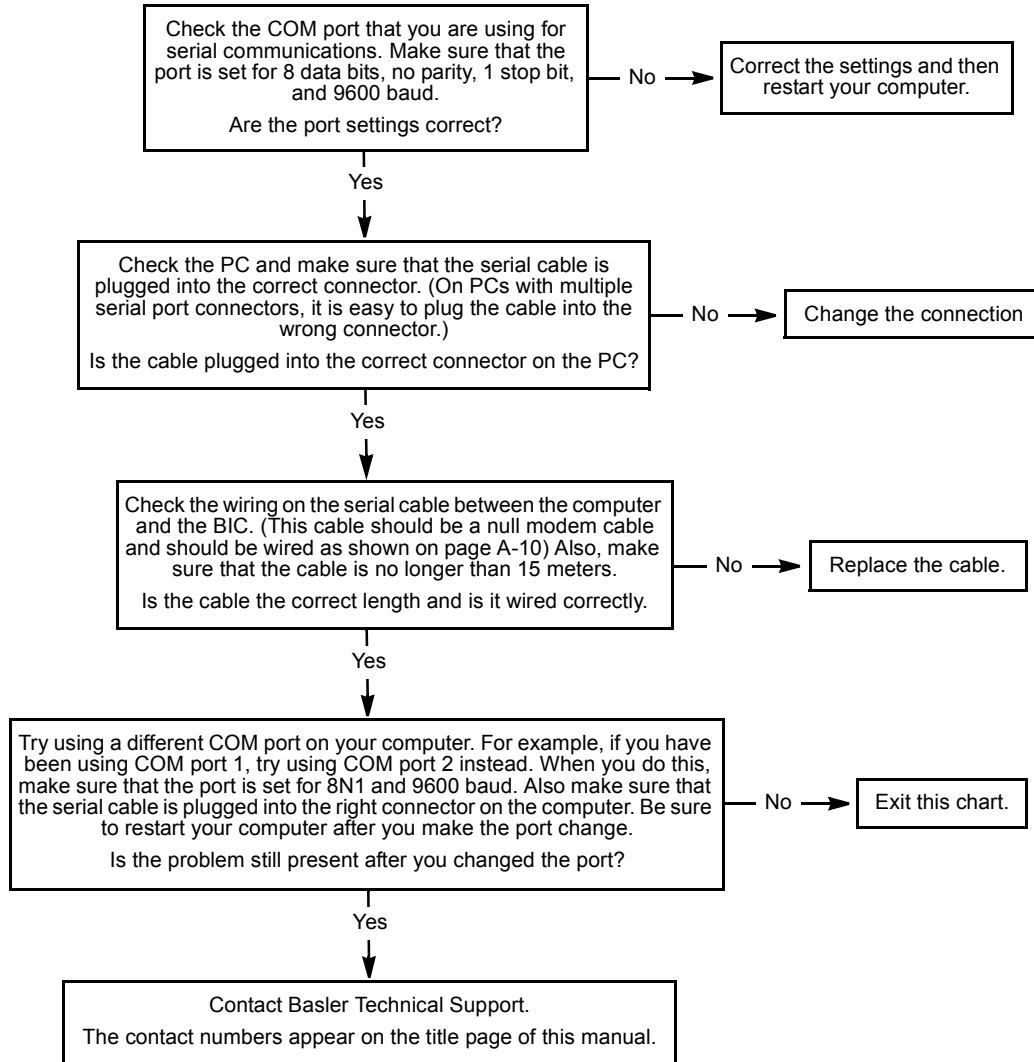 Check the COM port that you are using for
serial communications. Make sure that the
port is set for 8 data bits, no parity, 1 stop bit,
and 9600 baud.
Are the port settings correct?
No
Correct the settings and then
restart your computer.
Yes
Check the PC and make sure that the serial cable is
plugged into the correct connector. (On PCs with multiple
serial port connectors, it is easy to plug the cable into the
wrong connector.)
Is the cable plugged into the correct connector on the PC?
No
Change the connection
Yes
Check the wiring on the serial cable between the computer
and the BIC. (This cable should be a null modem cable
and should be wired as shown on page A-10) Also, make
sure that the cable is no longer than 15 meters.
Is the cable the correct length and is it wired correctly.
No
Replace the cable.
Yes
Try using a different COM port on your computer. For example, if you have
been using COM port 1, try using COM port 2 instead. When you do this,
make sure that the port is set for 8N1 and 9600 baud. Also make sure that
the serial cable is plugged into the right connector on the computer. Be sure
to restart your computer after you make the port change.
Is the problem still present after you changed the port?
No
Exit this chart.
Yes
Contact Basler Technical Support.
The contact numbers appear on the title page of this manual.